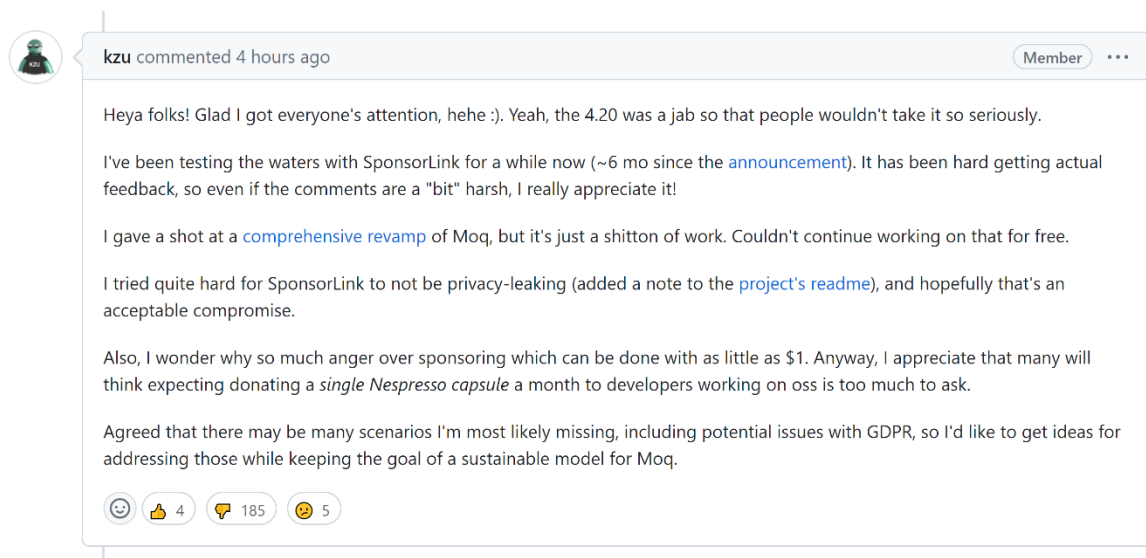 kzu commented 4 hours ago
Member
KZU
Heya folks! Glad I got everyone's attention, hehe :). Yeah, the 4.20 was a jab so that people wouldn't take it so seriously.
I've been testing the waters with SponsorLink for a while now (~6 mo since the announcement). It has been hard getting actual
feedback, so even if the comments are a "bit" harsh, I really appreciate it!
I gave a shot at a comprehensive revamp of Moq, but it's just a shitton of work. Couldn't continue working on that for free.
I tried quite hard for SponsorLink to not be privacy-leaking (added a note to the project's readme), and hopefully that's an
acceptable compromise.
Also, I wonder why so much anger over sponsoring which can be done with as little as $1. Anyway, I appreciate that many will
think expecting donating a single Nespresso capsule a month to developers working on oss is too much to ask.
Agreed that there may be many scenarios I'm most likely missing, including potential issues with GDPR, so I'd like to get ideas for
addressing those while keeping the goal of a sustainable model for Moq.
4 185 5